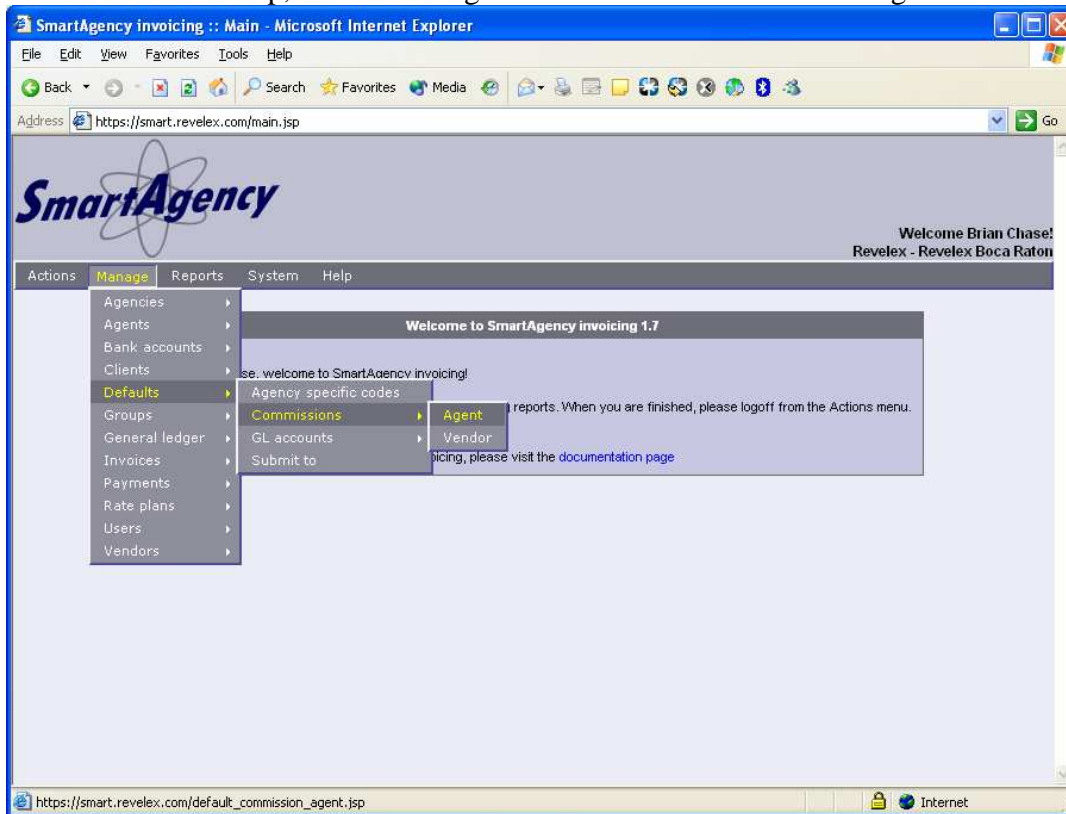 SmartAgency invoicing :: Main - Microsoft Internet Explorer
File Edit View Favorites Tools Help
Back Search Favorites Media
Address https://smart.revelex.com/main.jsp Go
SmartAgency
Welcome Brian Chase!
Revelex - Revelex Boca Raton
Actions Manage Reports System Help
Agencies
Agents
Welcome to SmartAgency invoicing 1.7
Bank accounts
Clients
se, welcome to SmartAgency invoicing!
Defaults
Agency specific codes
Groups
Commissions
Agent
reports. When you are finished, please logoff from the Actions menu.
General ledger
GL accounts
Vendor
Invoices
Submit to
icing, please visit the documentation page
Payments
Rate plans
Users
Vendors
https://smart.revelex.com/default_commission_agent.jsp Internet